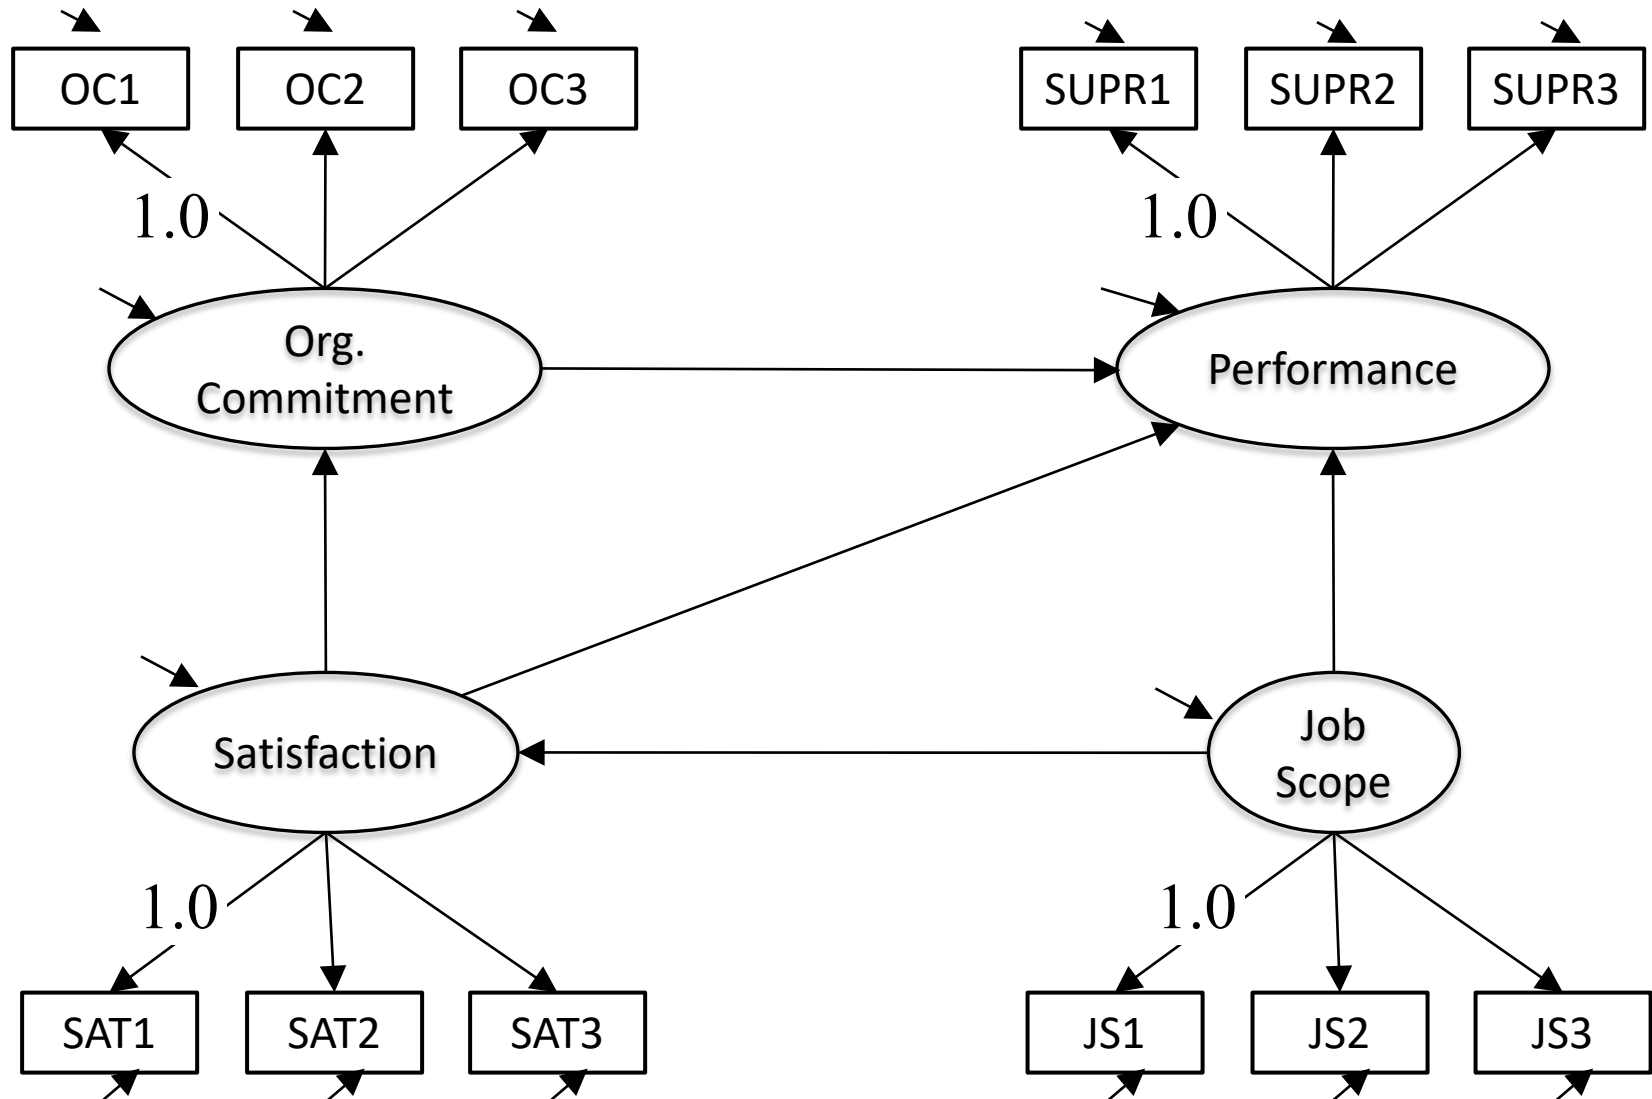 OC1 OC2 OC3 SUPR1 SUPR2 SUPR3
1.0 1.0
Org.
Commitment
Performance
Satisfaction
Job
Scope
1.0 1.0
SAT1 SAT2 SAT3 JS1 JS2 JS3